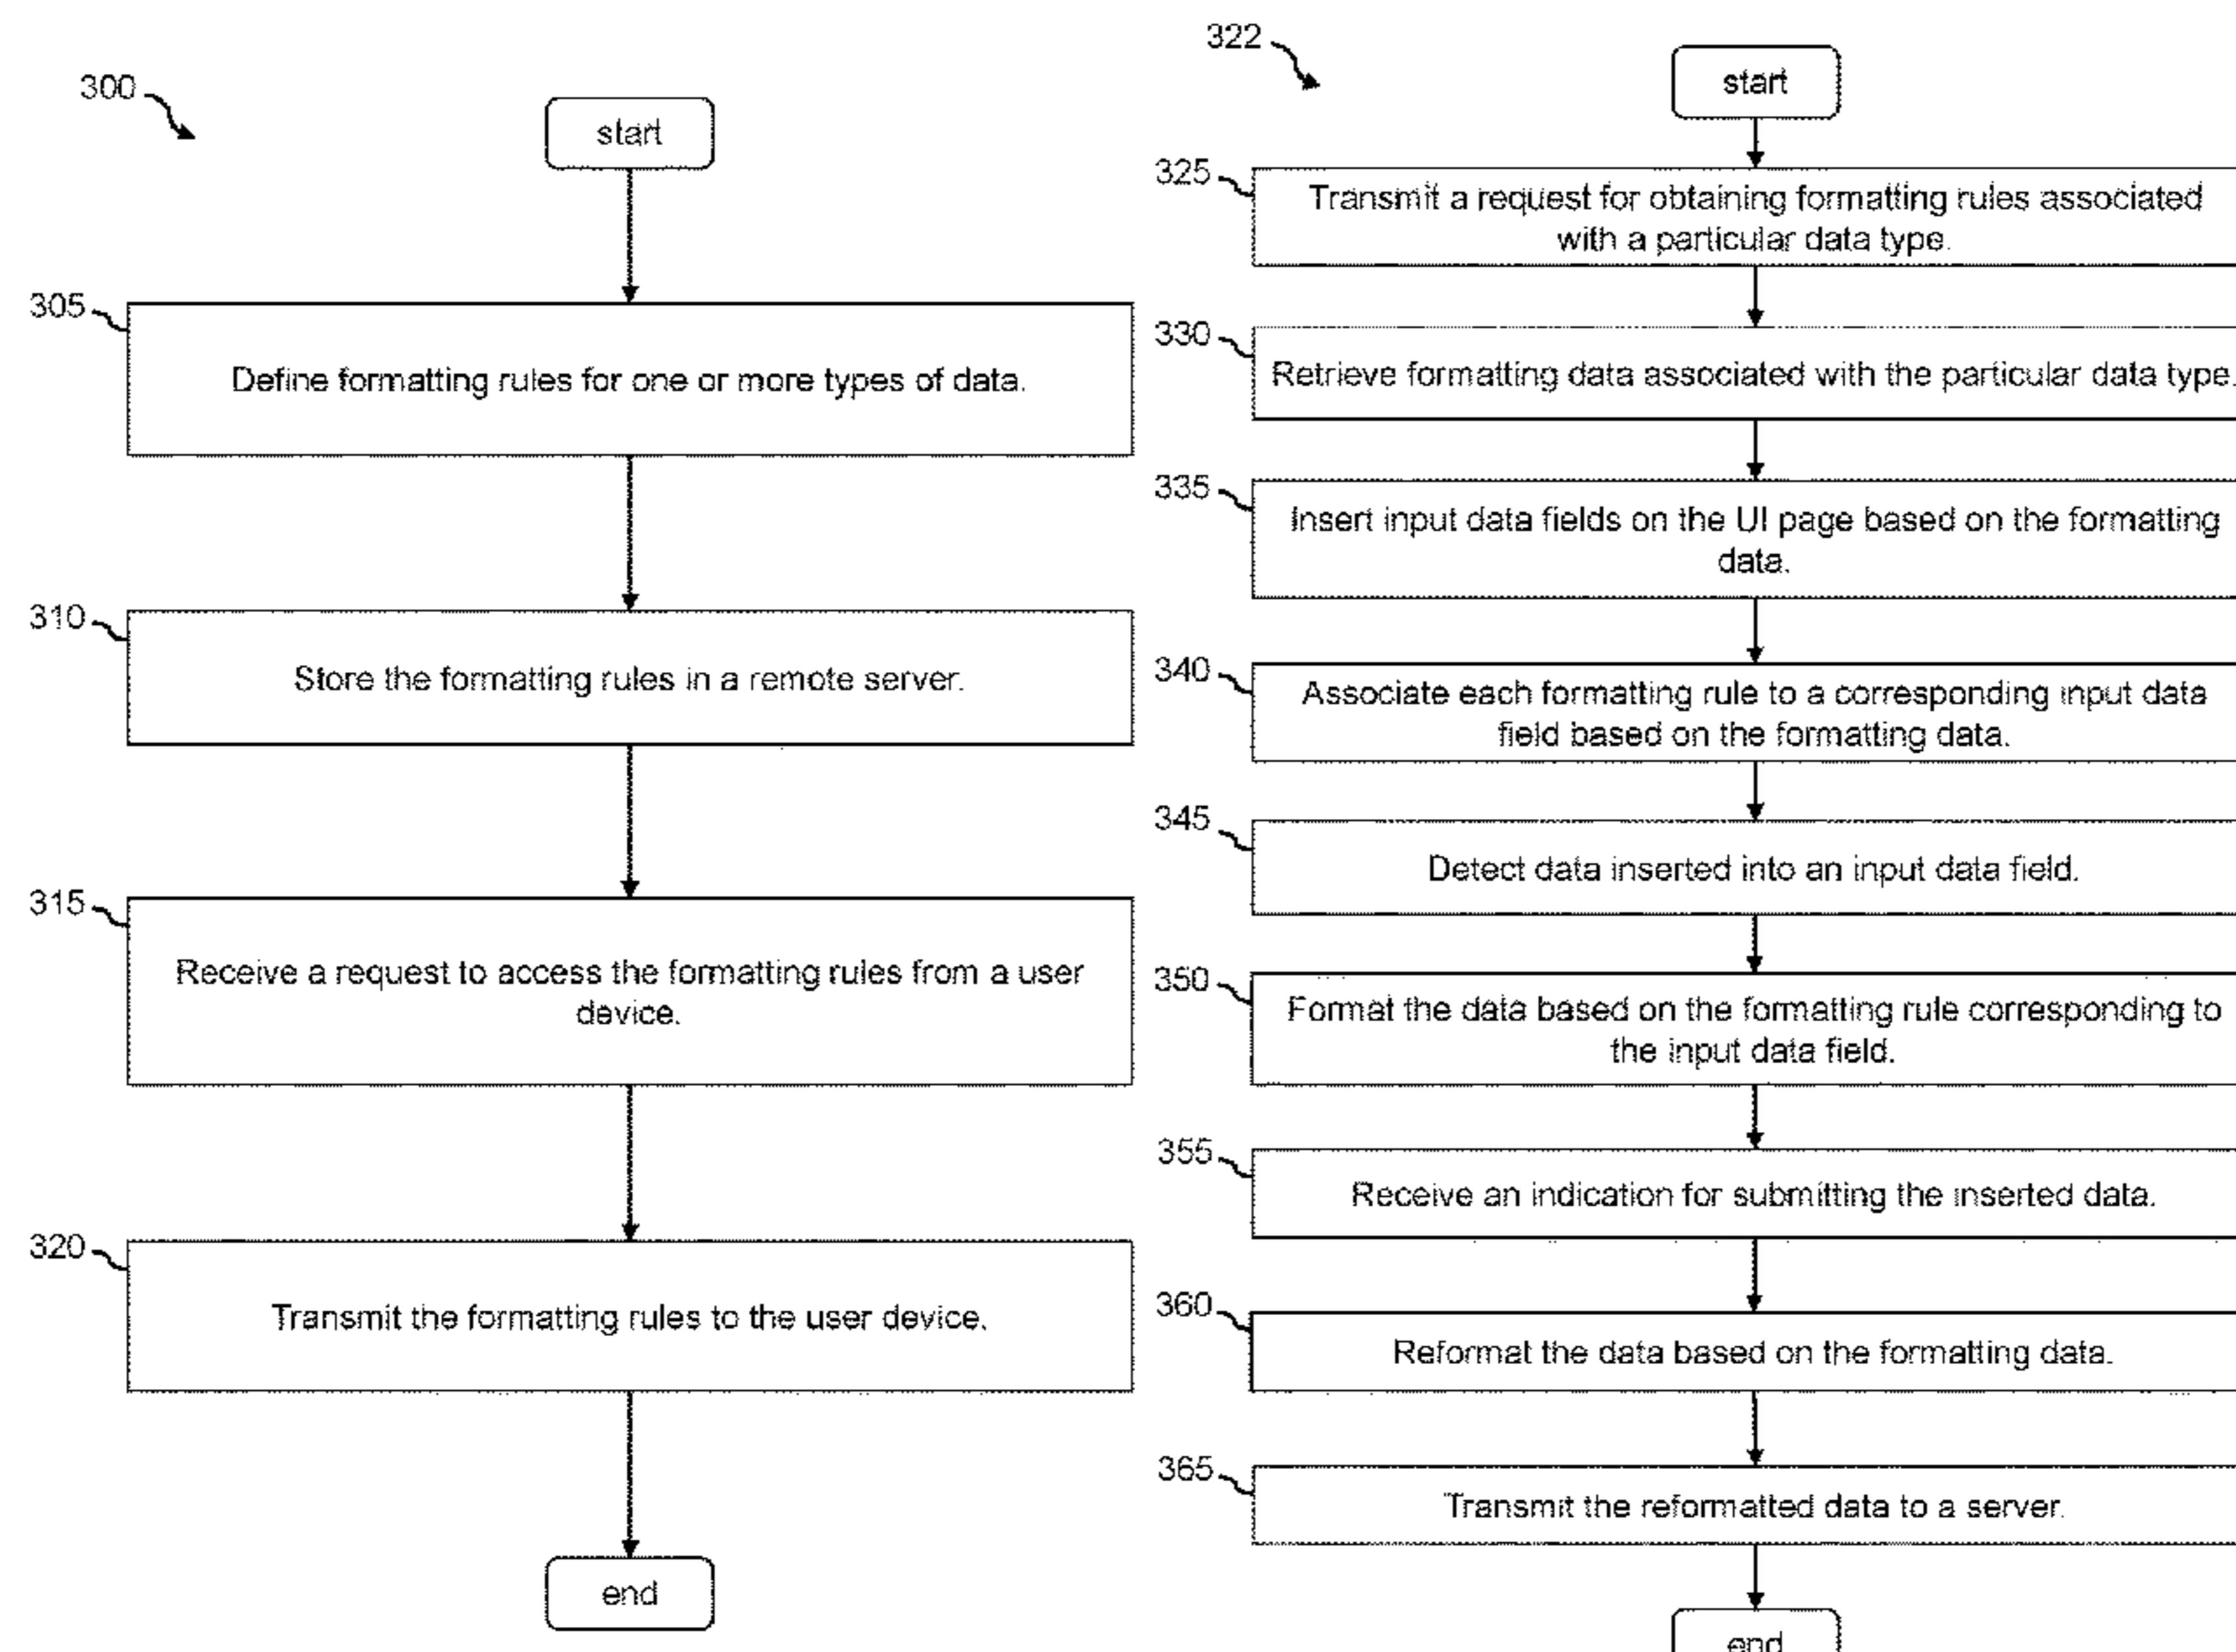 300
start
305
Define formatting rules for one or more types of data.
310
Store the formatting rules in a remote server.
315
Receive a request to access the formatting rules from a user
device.
320
Transmit the formatting rules to the user device.
end
322
start
325
Transmit a request for obtaining formatting rules associated
with a particular data type.
330
Retrieve formatting data associated with the particular data type.
335
Insert input data fields on the UI page based on the formatting
data.
340
Associate each formatting rule to a corresponding input data
field based on the formatting data.
345
Detect data inserted into an input data field.
350
Format the data based on the formatting rule corresponding to
the input data field.
355
Receive an indication for submitting the inserted data.
360
Reformat the data based on the formatting data.
365
Transmit the reformatted data to a server.
end